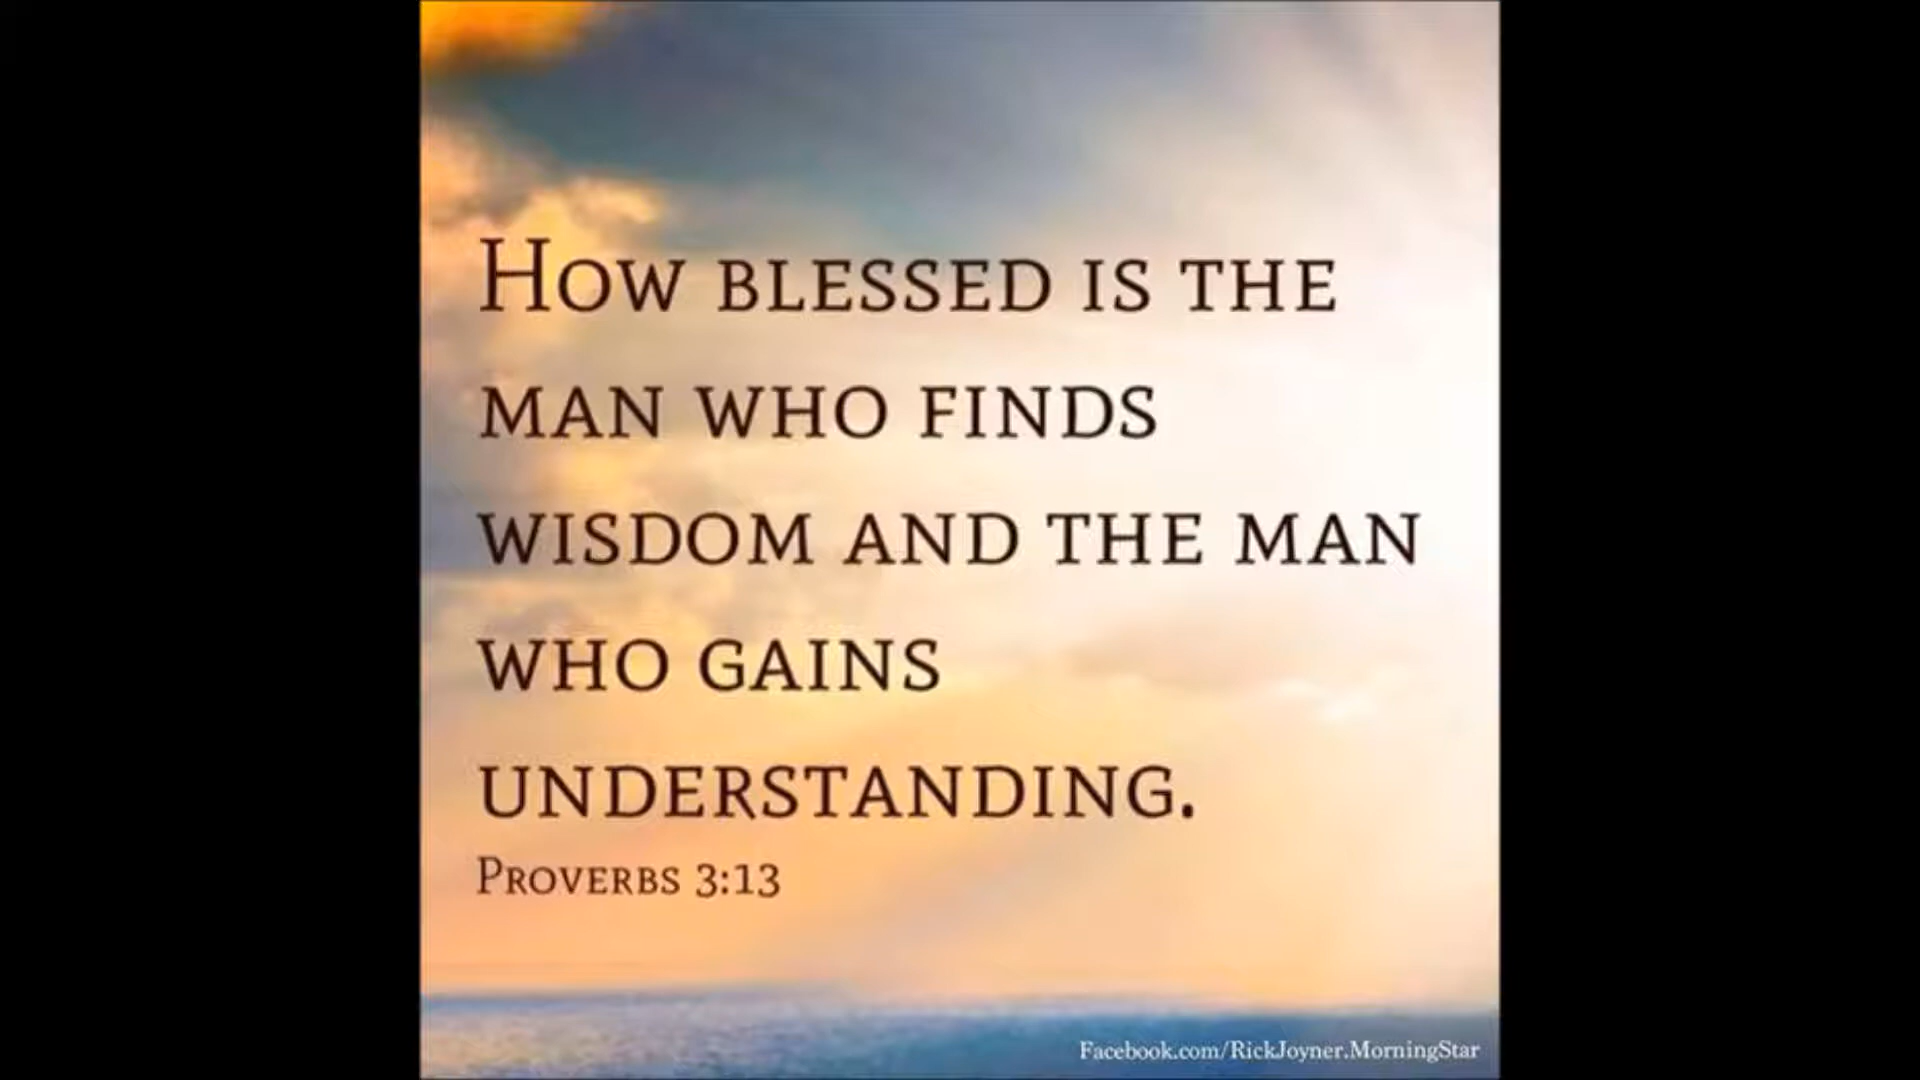 How blessed is the
man who finds
wisdom and the man
who gains
understanding.
Proverbs 3:13
Facebook.com/RickJoyner.MorningStar